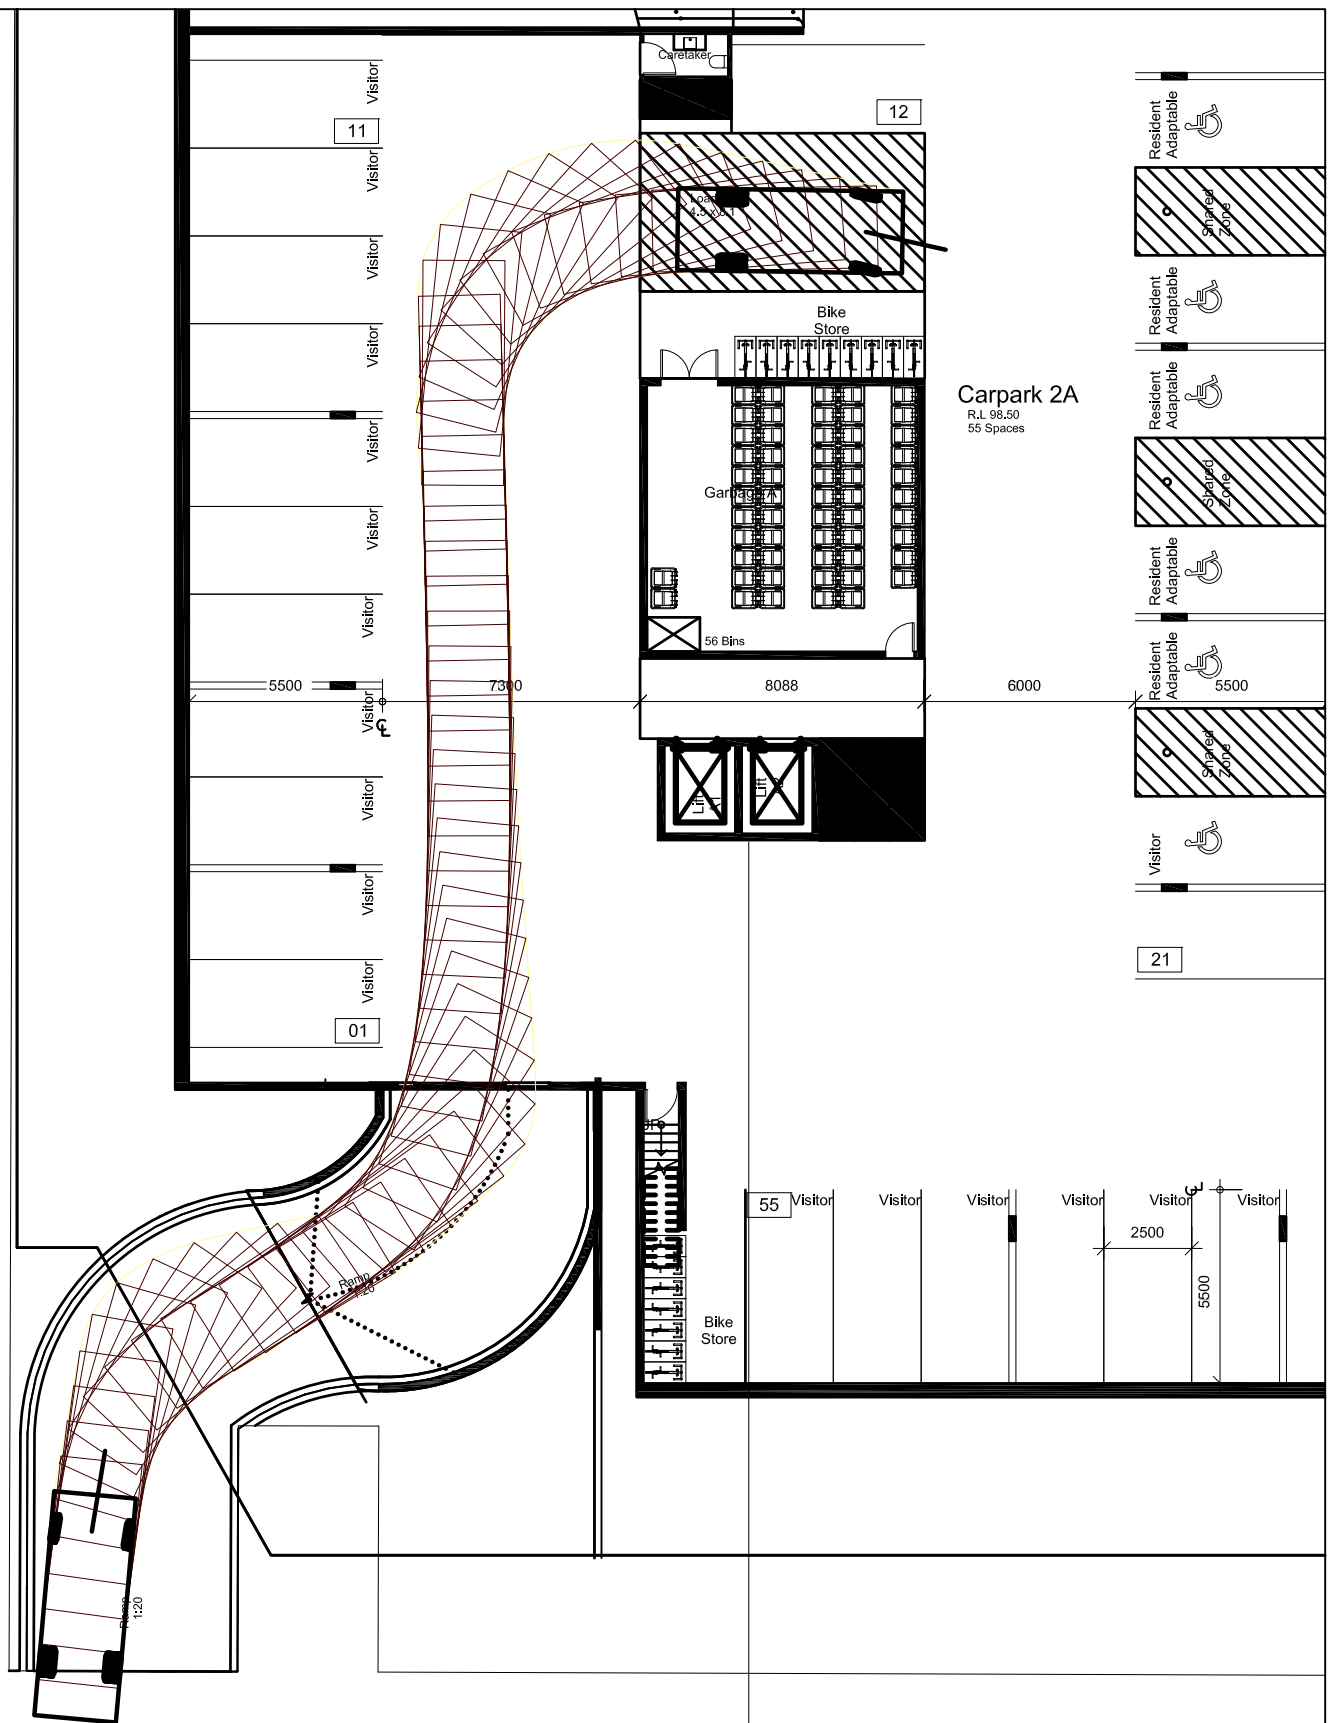 Caretaker
Visitor
11
12
Visitor
Resident
Adaptable
Shared
Zone
Visitor
Bike
Store
Resident
Adaptable
Visitor
Carpark 2A
R.L 98.50
55 Spaces
Resident
Adaptable
Visitor
Shared
Zone
Visitor
Resident
Adaptable
Visitor
56 Bins
Resident
Adaptable
5500
7300
8088
6000
5500
Visitor
Shared
Zone
Lift
Lift
Visitor
Visitor
Visitor
21
Visitor
01
55
Visitor
Visitor
Visitor
Visitor
Visitor
Visitor
2500
5500
Ramp
1:20
Bike
Store
Ramp
1:20